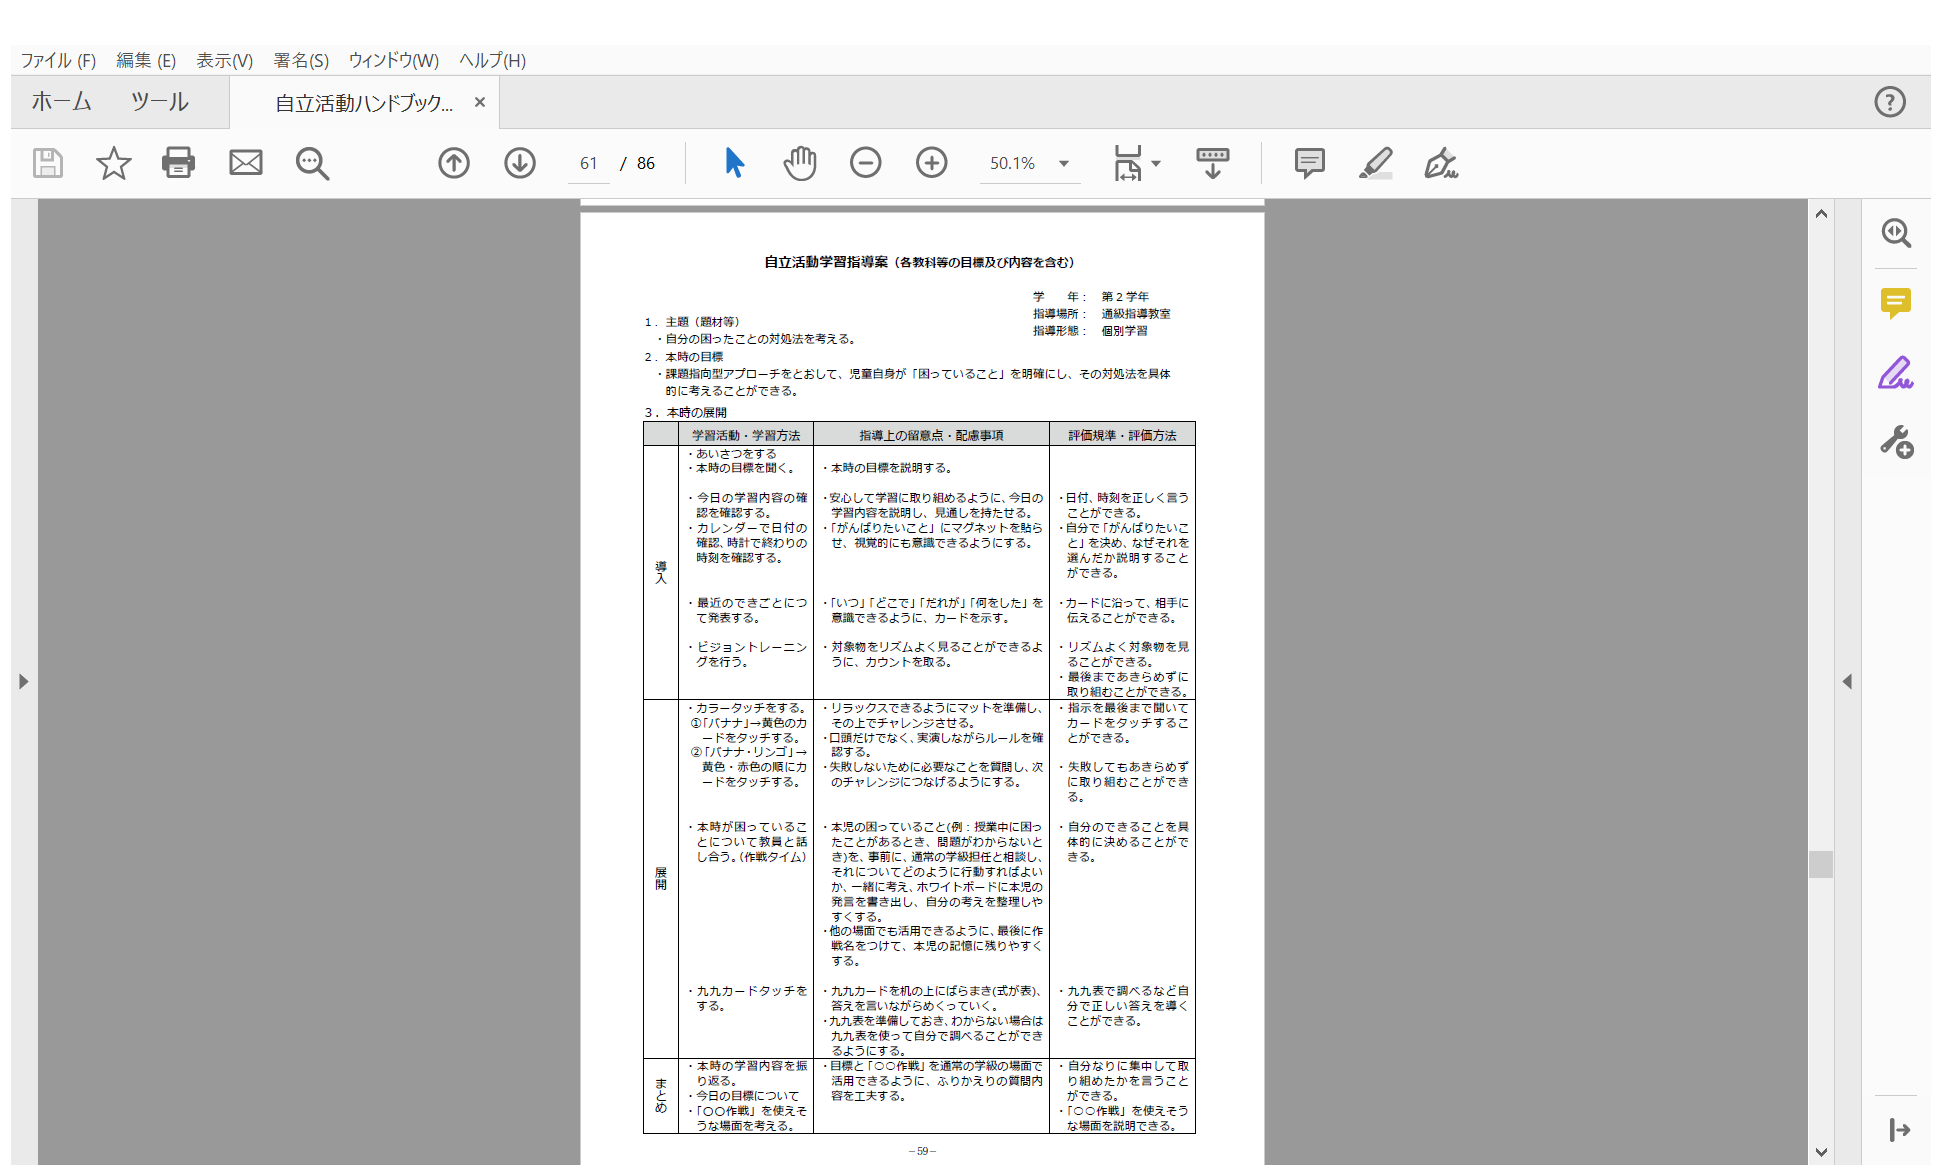 ファイル (F) 編集 (E) 表示(V) 署名(S) ウィンドウ(W) ヘルプ(H)
ホーム ツール 自立活動ハンドブック... ×
61 / 86 50.1%
自立活動学習指導案（各教科等の目標及び内容を含む）
学　　年： 第２学年
指導場所： 通級指導教室
指導形態： 個別学習
１．主題（題材等）
・自分の困ったことの対処法を考える。
２．本時の目標
・課題指向型アプローチをとおして、児童自身が「困っていること」を明確にし、その対処法を具体
的に考えることができる。
３．本時の展開
学習活動・学習方法 指導上の留意点・配慮事項 評価規準・評価方法
導入
・あいさつをする
・本時の目標を聞く。
・今日の学習内容の確
認を確認する。
・カレンダーで日付の
確認、時計で終わりの
時刻を確認する。
・最近のできごとにつ
て発表する。
・ビジョントレーニン
グを行う。
・本時の目標を説明する。
・安心して学習に取り組めるように、今日の
学習内容を説明し、見通しを持たせる。
・「がんばりたいこと」にマグネットを貼ら
せ、視覚的にも意識できるようにする。
・「いつ」「どこで」「だれが」「何をした」を
意識できるように、カードを示す。
・対象物をリズムよく見ることができるよ
うに、カウントを取る。
・日付、時刻を正しく言う
ことができる。
・自分で「がんばりたいこ
と」を決め、なぜそれを
選んだか説明すること
ができる。
・カードに沿って、相手に
伝えることができる。
・リズムよく対象物を見
ることができる。
・最後まであきらめずに
取り組むことができる。
展開
・カラータッチをする。
①「バナナ」→黄色のカ
ードをタッチする。
②「バナナ・リンゴ」→
黄色・赤色の順にカ
ードをタッチする。
・本時が困っているこ
とについて教員と話
し合う。（作戦タイム）
・九九カードタッチを
する。
・リラックスできるようにマットを準備し、
その上でチャレンジさせる。
・口頭だけでなく、実演しながらルールを確
認する。
・失敗しないために必要なことを質問し、次
のチャレンジにつなげるようにする。
・本児の困っていること(例：授業中に困っ
たことがあるとき、問題がわからないと
き)を、事前に、通常の学級担任と相談し、
それについてどのように行動すればよい
か、一緒に考え、ホワイトボードに本児の
発言を書き出し、自分の考えを整理しや
すくする。
・他の場面でも活用できるように、最後に作
戦名をつけて、本児の記憶に残りやすく
する。
・九九カードを机の上にばらまき(式が表)、
答えを言いながらめくっていく。
・九九表を準備しておき、わからない場合は
九九表を使って自分で調べることができ
るようにする。
・指示を最後まで聞いて
カードをタッチするこ
とができる。
・失敗してもあきらめず
に取り組むことができ
る。
・自分のできることを具
体的に決めることがで
きる。
・九九表で調べるなど自
分で正しい答えを導く
ことができる。
まとめ
・本時の学習内容を振
り返る。
・今日の目標について
・「〇〇作戦」を使えそ
うな場面を考える。
・目標と「○○作戦」を通常の学級の場面で
活用できるように、ふりかえりの質問内
容を工夫する。
・自分なりに集中して取
り組めたかを言うこと
ができる。
・「○○作戦」を使えそう
な場面を説明できる。
－59－